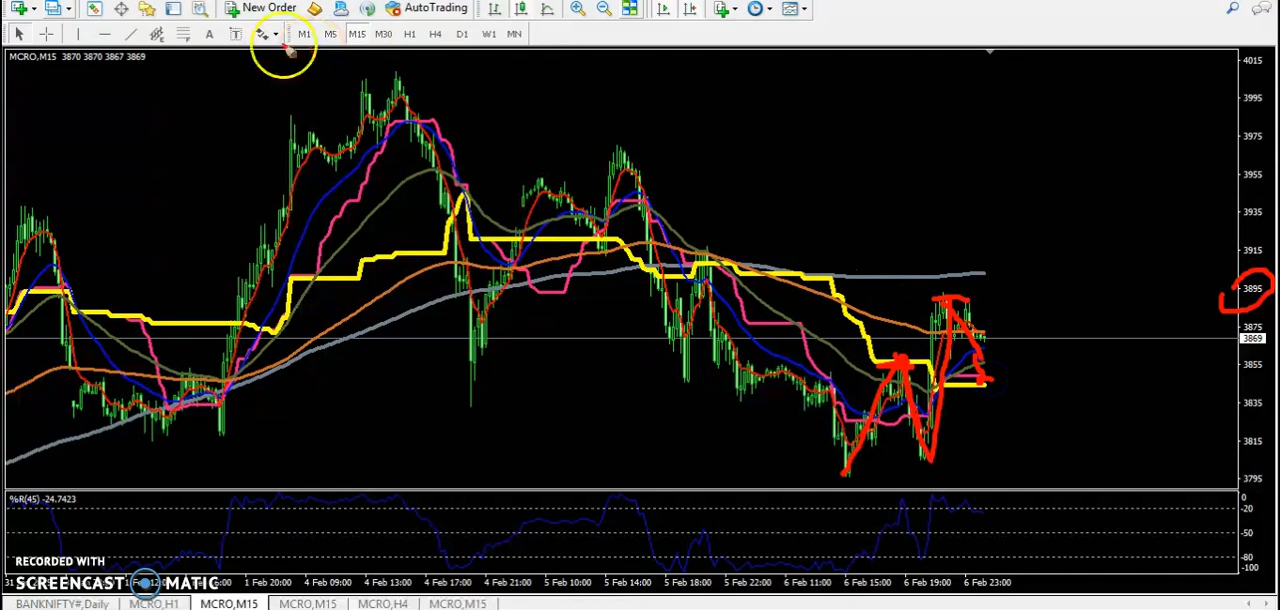 New Order AutoTrading
A T M1 M5 M15 M30 H1 H4 D1 W1 MN
MCRO,M15 3870 3870 3867 3869
4015
3995
3975
3955
3935
3915
3895
3875
3869
3855
3835
3815
%R(45) -24.7423
0
-20
-50
-80
-100
RECORDED WITH
SCREENCAST MATIC
1 Feb 20:00 4 Feb 09:00 4 Feb 13:00 4 Feb 17:00 4 Feb 21:00 5 Feb 10:00 5 Feb 14:00 5 Feb 18:00 5 Feb 22:00 6 Feb 11:00 6 Feb 15:00 6 Feb 19:00 6 Feb 23:00
BANKNIFTY#,Daily MCRO,H1 MCRO,M15 MCRO,M15 MCRO,H4 MCRO,M15